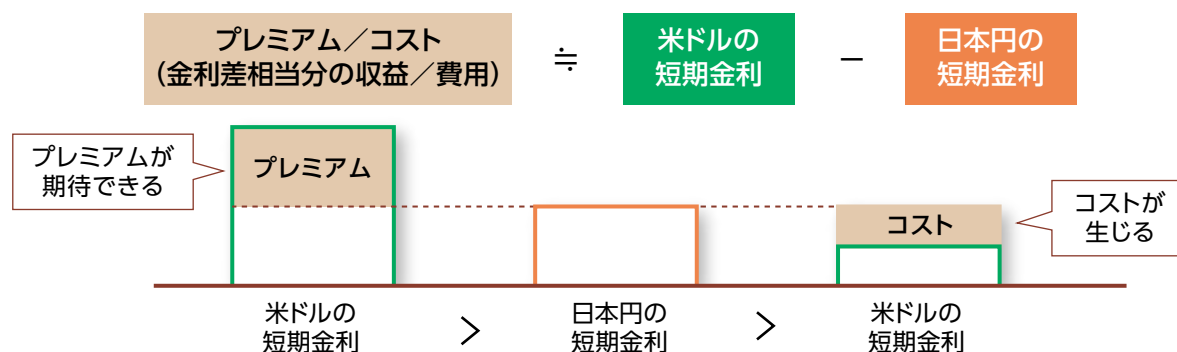 プレミアム／コスト
（金利差相当分の収益／費用）
≒
米ドルの
短期金利
－
日本円の
短期金利
プレミアムが
期待できる
プレミアム
コスト
コストが
生じる
米ドルの
短期金利
＞
日本円の
短期金利
＞
米ドルの
短期金利